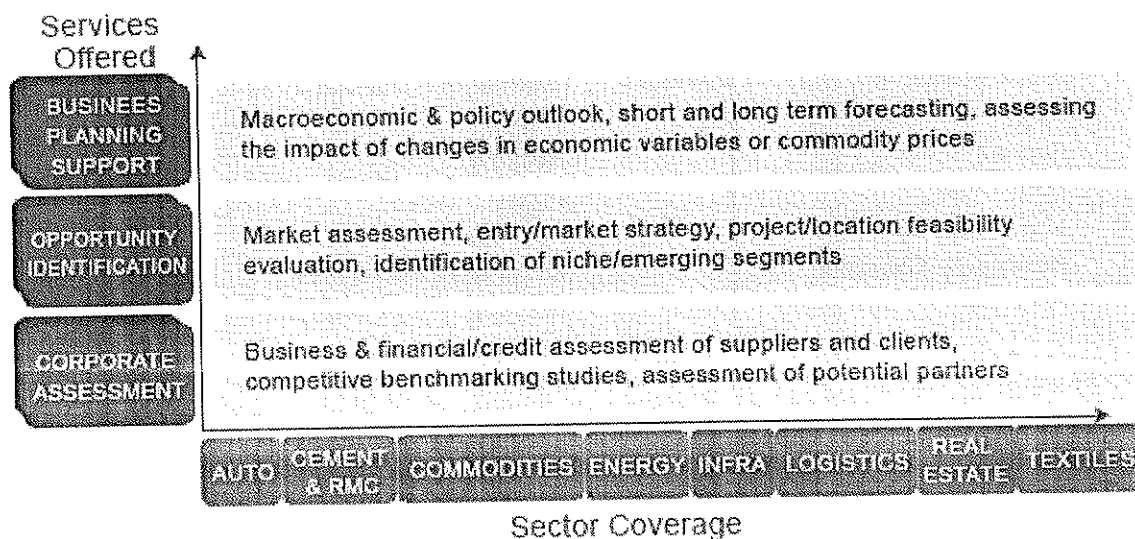 Services
Offered
BUSINEES
PLANNING
SUPPORT
Macroeconomic & policy outlook, short and long term forecasting, assessing
the impact of changes in economic variables or commodity prices
OPPORTUNITY
IDENTIFICATION
Market assessment, entry/market strategy, project/location feasibility
evaluation, identification of niche/emerging segments
CORPORATE
ASSESSMENT
Business & financial/credit assessment of suppliers and clients,
competitive benchmarking studies, assessment of potential partners
AUTO
CEMENT
& RMC
COMMODITIES
ENERGY
INFRA
LOGISTICS
REAL
ESTATE
TEXTILES
Sector Coverage